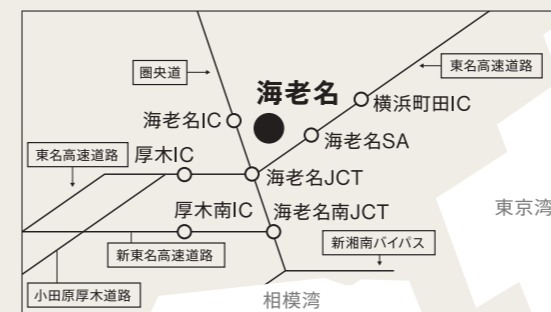 圏央道
東名高速道路
海老名
横浜町田IC
海老名IC
海老名SA
東名高速道路
厚木IC
海老名JCT
東京湾
厚木南IC
海老名南JCT
新湘南バイパス
新東名高速道路
小田原厚木道路
相模湾